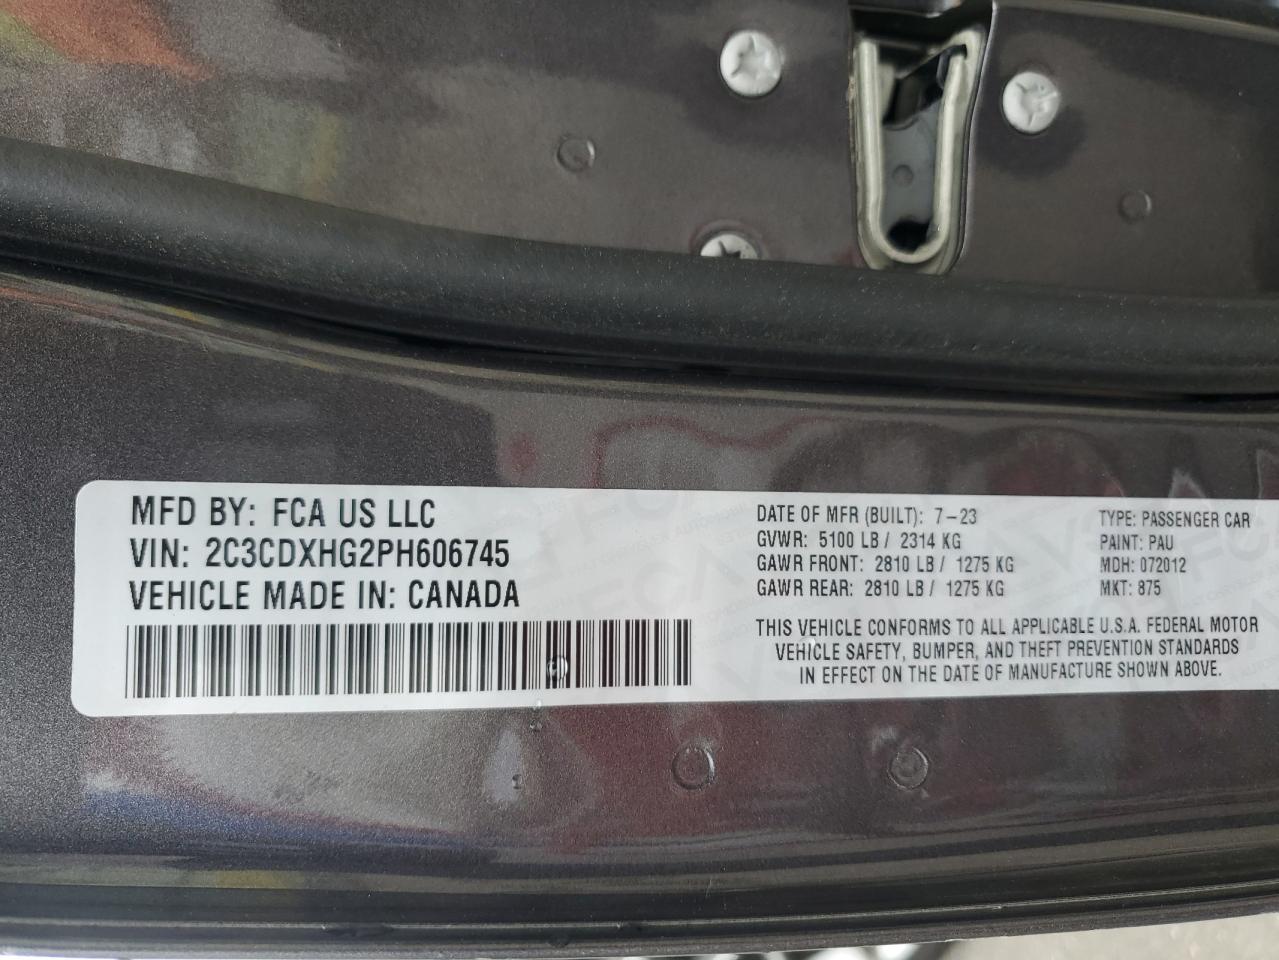 MFD BY: FCA US LLC
VIN: 2C3CDXHG2PH606745
VEHICLE MADE IN: CANADA
DATE OF MFR (BUILT): 7-23
GVWR: 5100 LB / 2314 KG
GAWR FRONT: 2810 LB / 1275 KG
GAWR REAR: 2810 LB / 1275 KG
TYPE: PASSENGER CAR
PAINT: PAU
MDH: 072012
MKT: 875
THIS VEHICLE CONFORMS TO ALL APPLICABLE U.S.A. FEDERAL MOTOR
VEHICLE SAFETY, BUMPER, AND THEFT PREVENTION STANDARDS
IN EFFECT ON THE DATE OF MANUFACTURE SHOWN ABOVE.